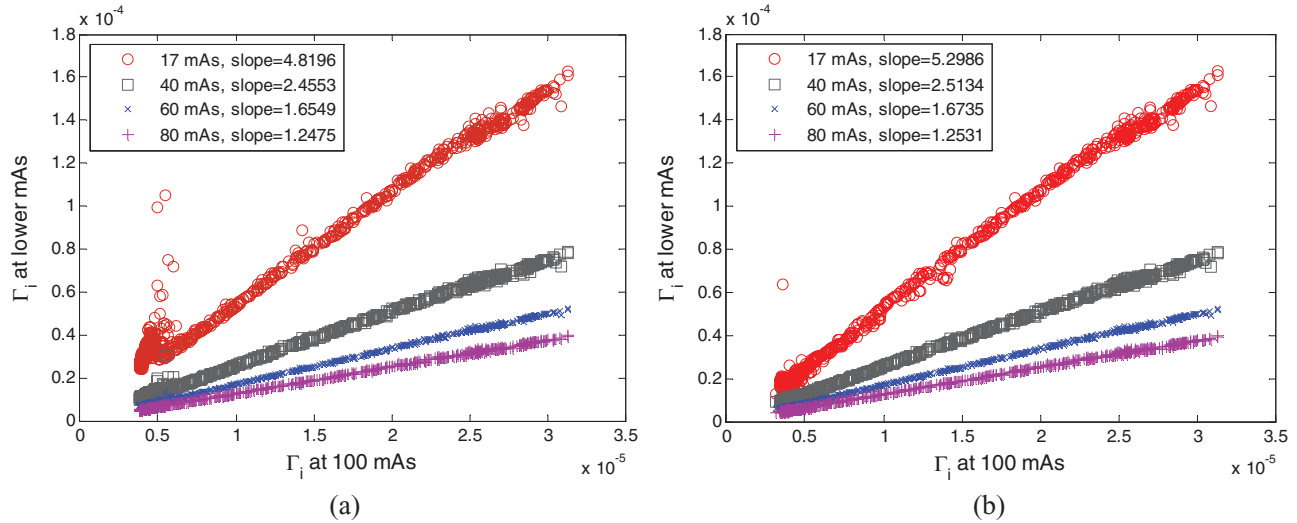 x 10⁻⁴
1.8
1.6
1.4
1.2
1
0.8
0.6
0.4
0.2
0
Γi at lower mAs
17 mAs, slope=4.8196
40 mAs, slope=2.4553
60 mAs, slope=1.6549
80 mAs, slope=1.2475
0 0.5 1 1.5 2 2.5 3 3.5
Γi at 100 mAs
x 10⁻⁵
(a)
x 10⁻⁴
1.8
1.6
1.4
1.2
1
0.8
0.6
0.4
0.2
0
Γi at lower mAs
17 mAs, slope=5.2986
40 mAs, slope=2.5134
60 mAs, slope=1.6735
80 mAs, slope=1.2531
0 0.5 1 1.5 2 2.5 3 3.5
Γi at 100 mAs
x 10⁻⁵
(b)